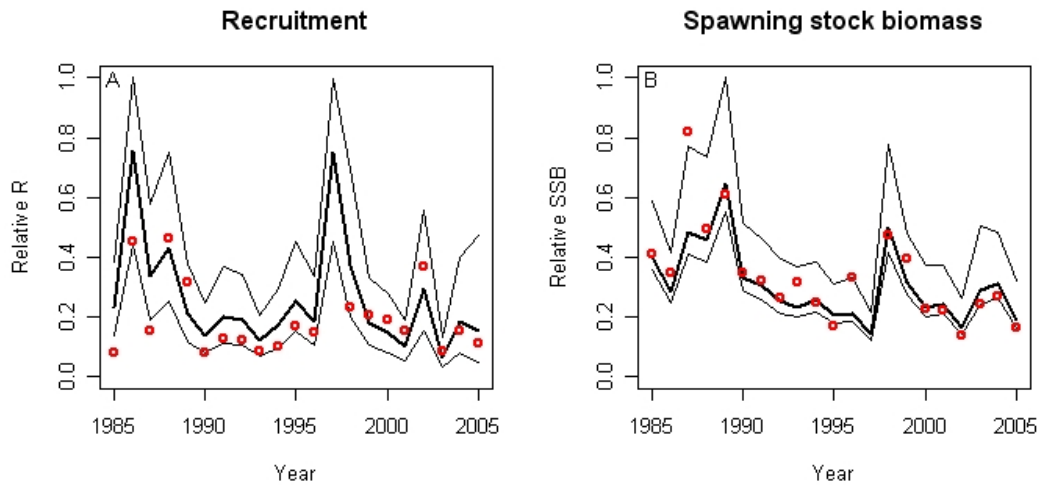 Recruitment
A
Relative R
1.0
0.8
0.6
0.4
0.2
0.0
1985 1990 1995 2000 2005
Year
Spawning stock biomass
B
Relative SSB
1.0
0.8
0.6
0.4
0.2
0.0
1985 1990 1995 2000 2005
Year